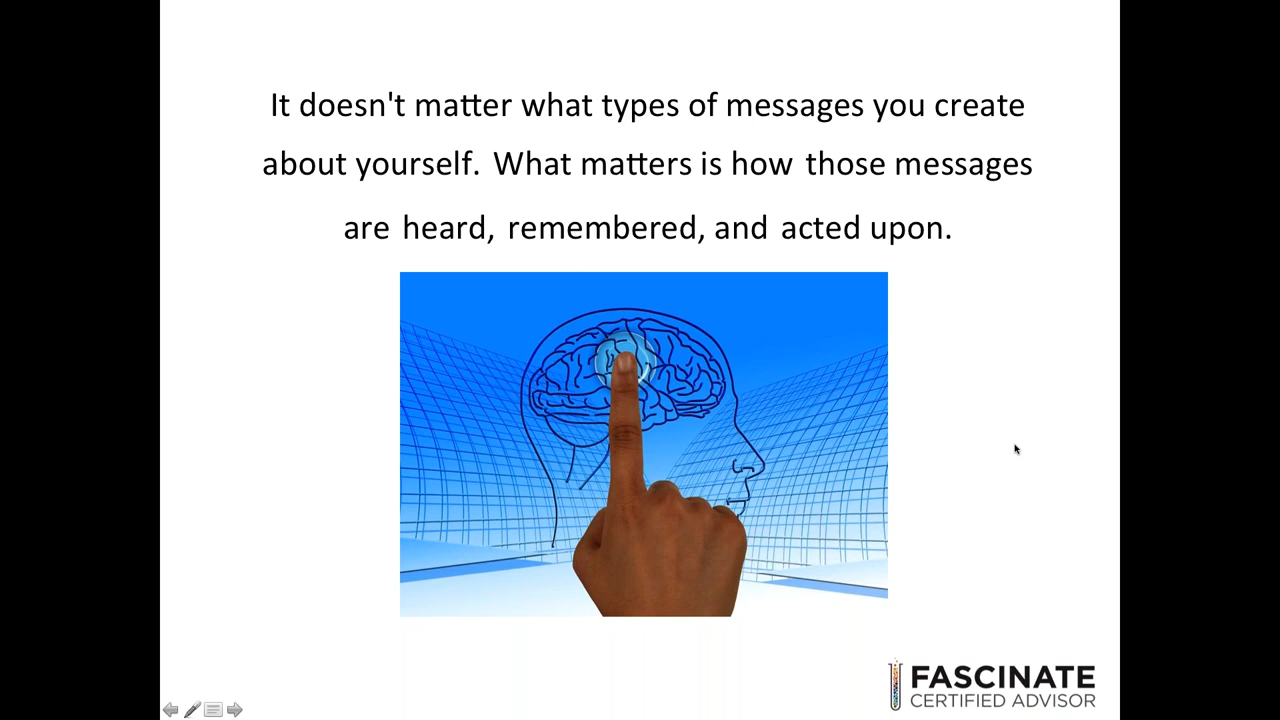 It doesn't matter what types of messages you create
about yourself. What matters is how those messages
are heard, remembered, and acted upon.
FASCINATE
CERTIFIED ADVISOR